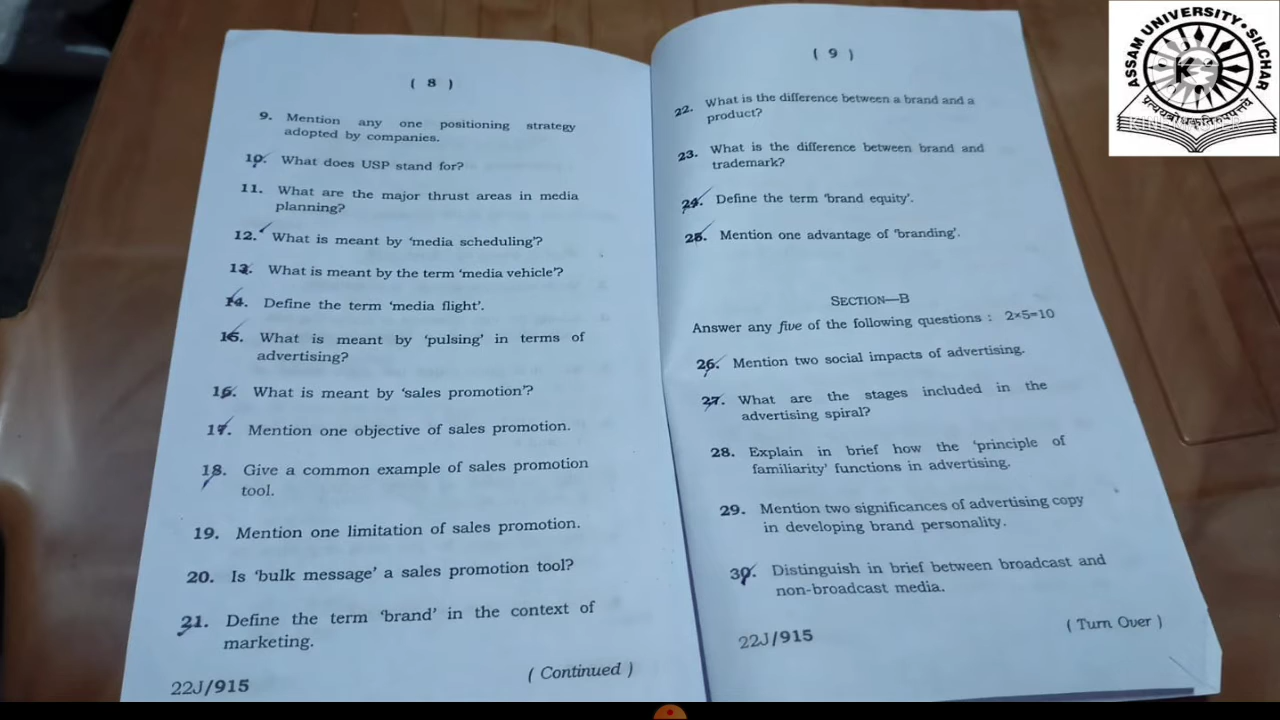 ( 8 )
9. Mention any one positioning strategy
adopted by companies.
10. What does USP stand for?
11. What are the major thrust areas in media
planning?
12. What is meant by 'media scheduling'?
13. What is meant by the term 'media vehicle'?
14. Define the term 'media flight'.
15. What is meant by 'pulsing' in terms of
advertising?
16. What is meant by 'sales promotion'?
17. Mention one objective of sales promotion.
18. Give a common example of sales promotion
tool.
19. Mention one limitation of sales promotion.
20. Is 'bulk message' a sales promotion tool?
21. Define the term 'brand' in the context of
marketing.
22J/915
( Continued )
( 9 )
22. What is the difference between a brand and a
product?
23. What is the difference between brand and
trademark?
24. Define the term 'brand equity'.
25. Mention one advantage of 'branding'.
SECTION—B
Answer any five of the following questions : 2×5=10
26. Mention two social impacts of advertising.
27. What are the stages included in the
advertising spiral?
28. Explain in brief how the 'principle of
familiarity' functions in advertising.
29. Mention two significances of advertising copy
in developing brand personality.
30. Distinguish in brief between broadcast and
non-broadcast media.
22J/915
( Turn Over )
ASSAM UNIVERSITY • SILCHAR